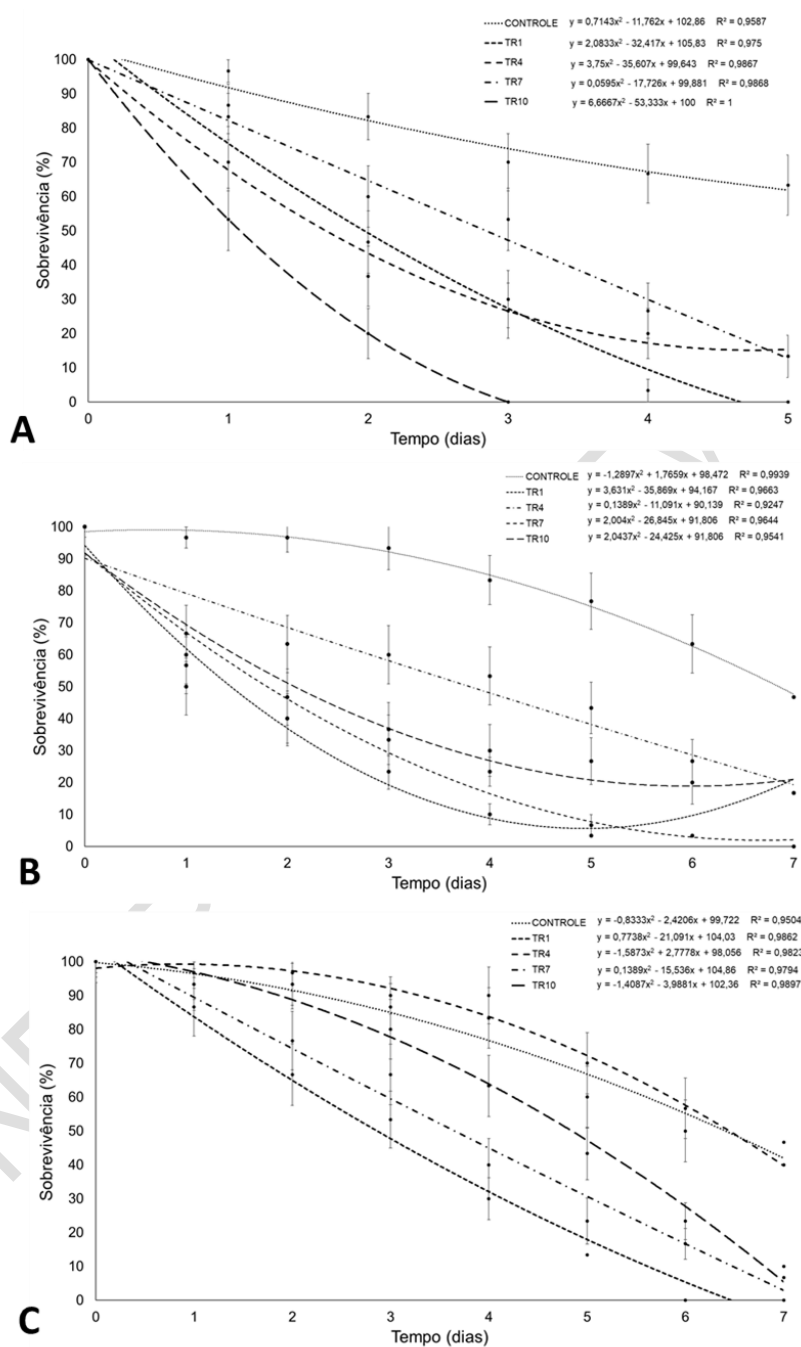 CONTROLE y = 0,7143x² - 11,762x + 102,86 R² = 0,9587
TR1 y = 2,0833x² - 32,417x + 105,83 R² = 0,975
TR4 y = 3,75x² - 35,607x + 99,643 R² = 0,9867
TR7 y = 0,0595x² - 17,726x + 99,881 R² = 0,9868
TR10 y = 6,6667x² - 53,333x + 100 R² = 1
Sobrevivência (%)
100
90
80
70
60
50
40
30
20
10
0
0 1 2 3 4 5
Tempo (dias)
A
CONTROLE y = -1,2897x² + 1,7659x + 98,472 R² = 0,9939
TR1 y = 3,631x² - 35,869x + 94,167 R² = 0,9663
TR4 y = 0,1389x² - 11,091x + 90,139 R² = 0,9247
TR7 y = 2,004x² - 26,845x + 91,806 R² = 0,9644
TR10 y = 2,0437x² - 24,425x + 91,806 R² = 0,9541
Sobrevivência (%)
100
90
80
70
60
50
40
30
20
10
0
0 1 2 3 4 5 6 7
Tempo (dias)
B
CONTROLE y = -0,8333x² - 2,4206x + 99,722 R² = 0,9504
TR1 y = 0,7738x² - 21,091x + 104,03 R² = 0,9862
TR4 y = -1,5873x² + 2,7778x + 98,056 R² = 0,9823
TR7 y = 0,1389x² - 15,536x + 104,86 R² = 0,9794
TR10 y = -1,4087x² - 3,9881x + 102,36 R² = 0,9897
Sobrevivência (%)
100
90
80
70
60
50
40
30
20
10
0
0 1 2 3 4 5 6 7
Tempo (dias)
C